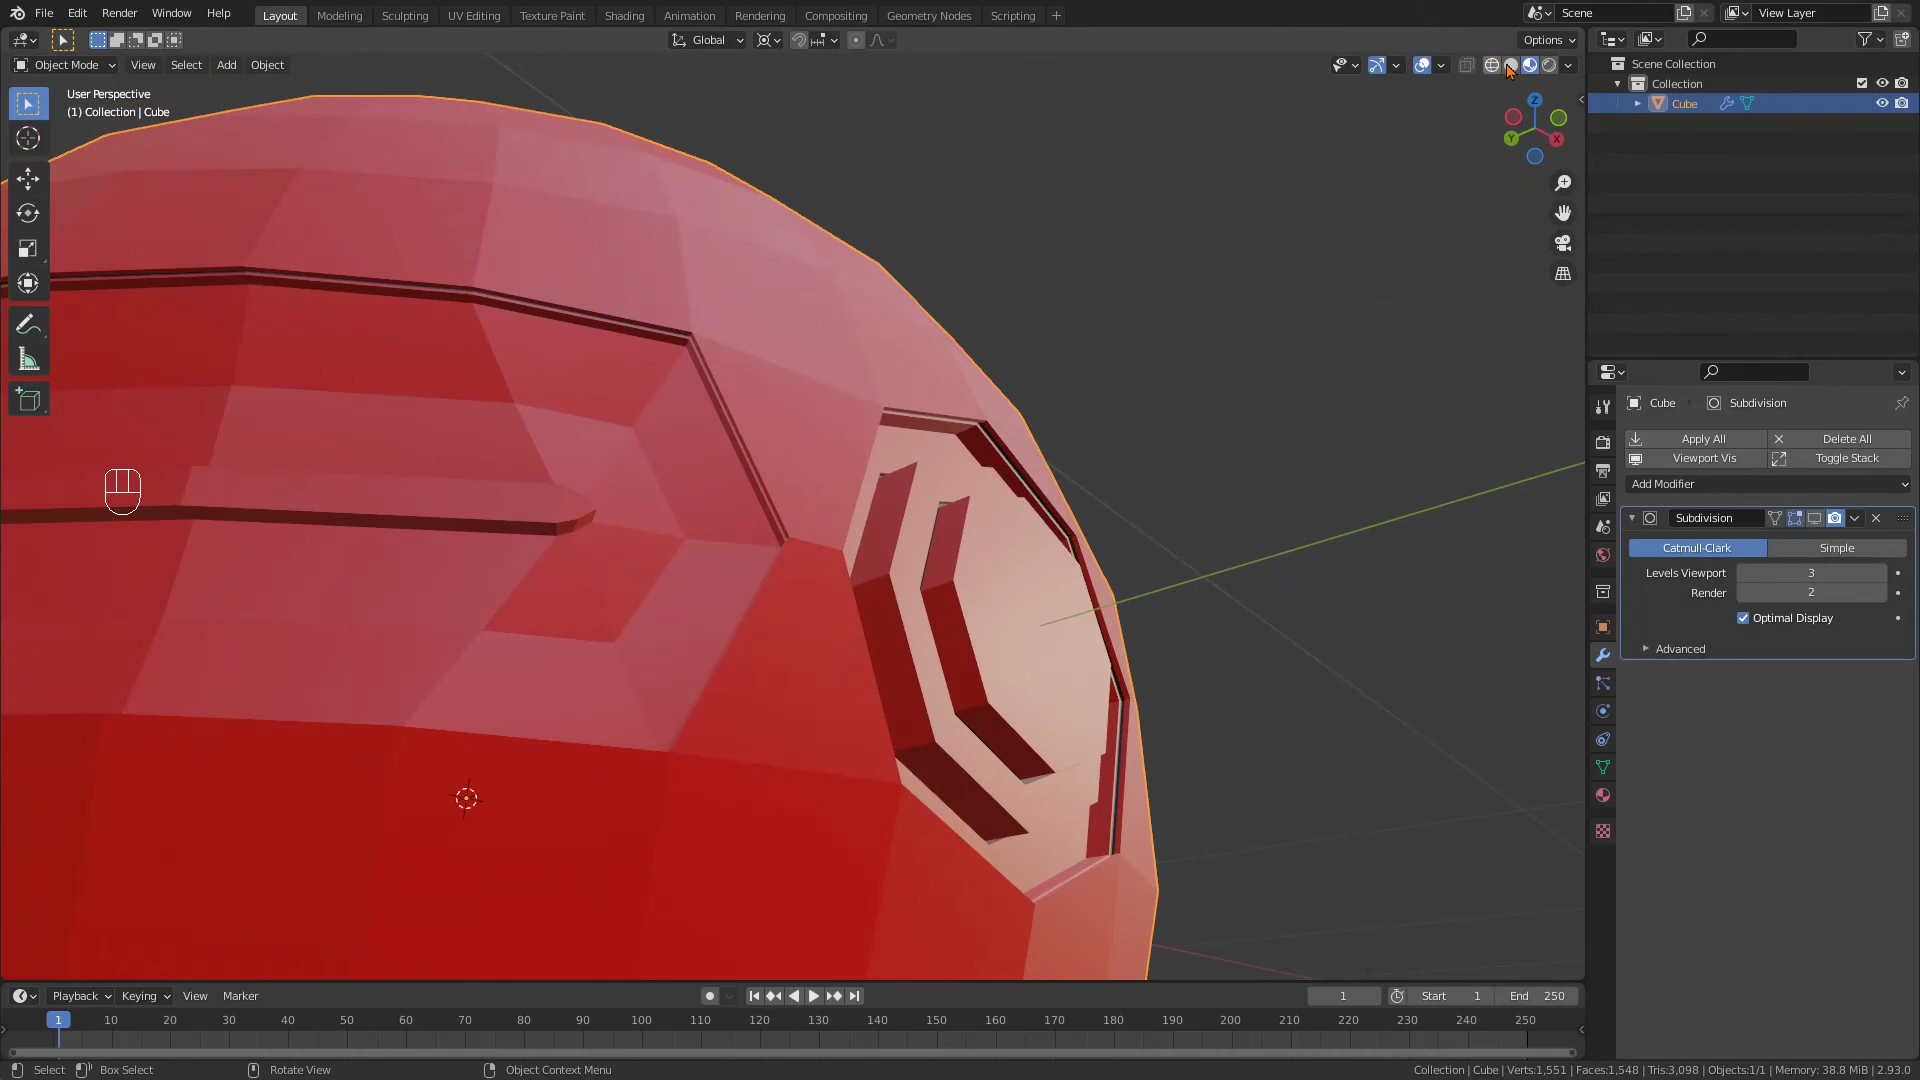 File Edit Render Window Help Layout Modeling Sculpting UV Editing Texture Paint Shading Animation Rendering Compositing Geometry Nodes Scripting + Scene View Layer
Global Options
Object Mode View Select Add Object
User Perspective
(1) Collection | Cube
Z
Y X
Scene Collection
Collection
Cube
Cube Subdivision
Apply All Delete All
Viewport Vis Toggle Stack
Add Modifier
Subdivision
Catmull-Clark Simple
Levels Viewport 3
Render 2
Optimal Display
Advanced
Playback Keying View Marker 1 Start 1 End 250
1 10 20 30 40 50 60 70 80 90 100 110 120 130 140 150 160 170 180 190 200 210 220 230 240 250
Select Box Select Rotate View Object Context Menu Collection | Cube | Verts:1,551 | Faces:1,548 | Tris:3,098 | Objects:1/1 | Memory: 38.8 MiB | 2.93.0